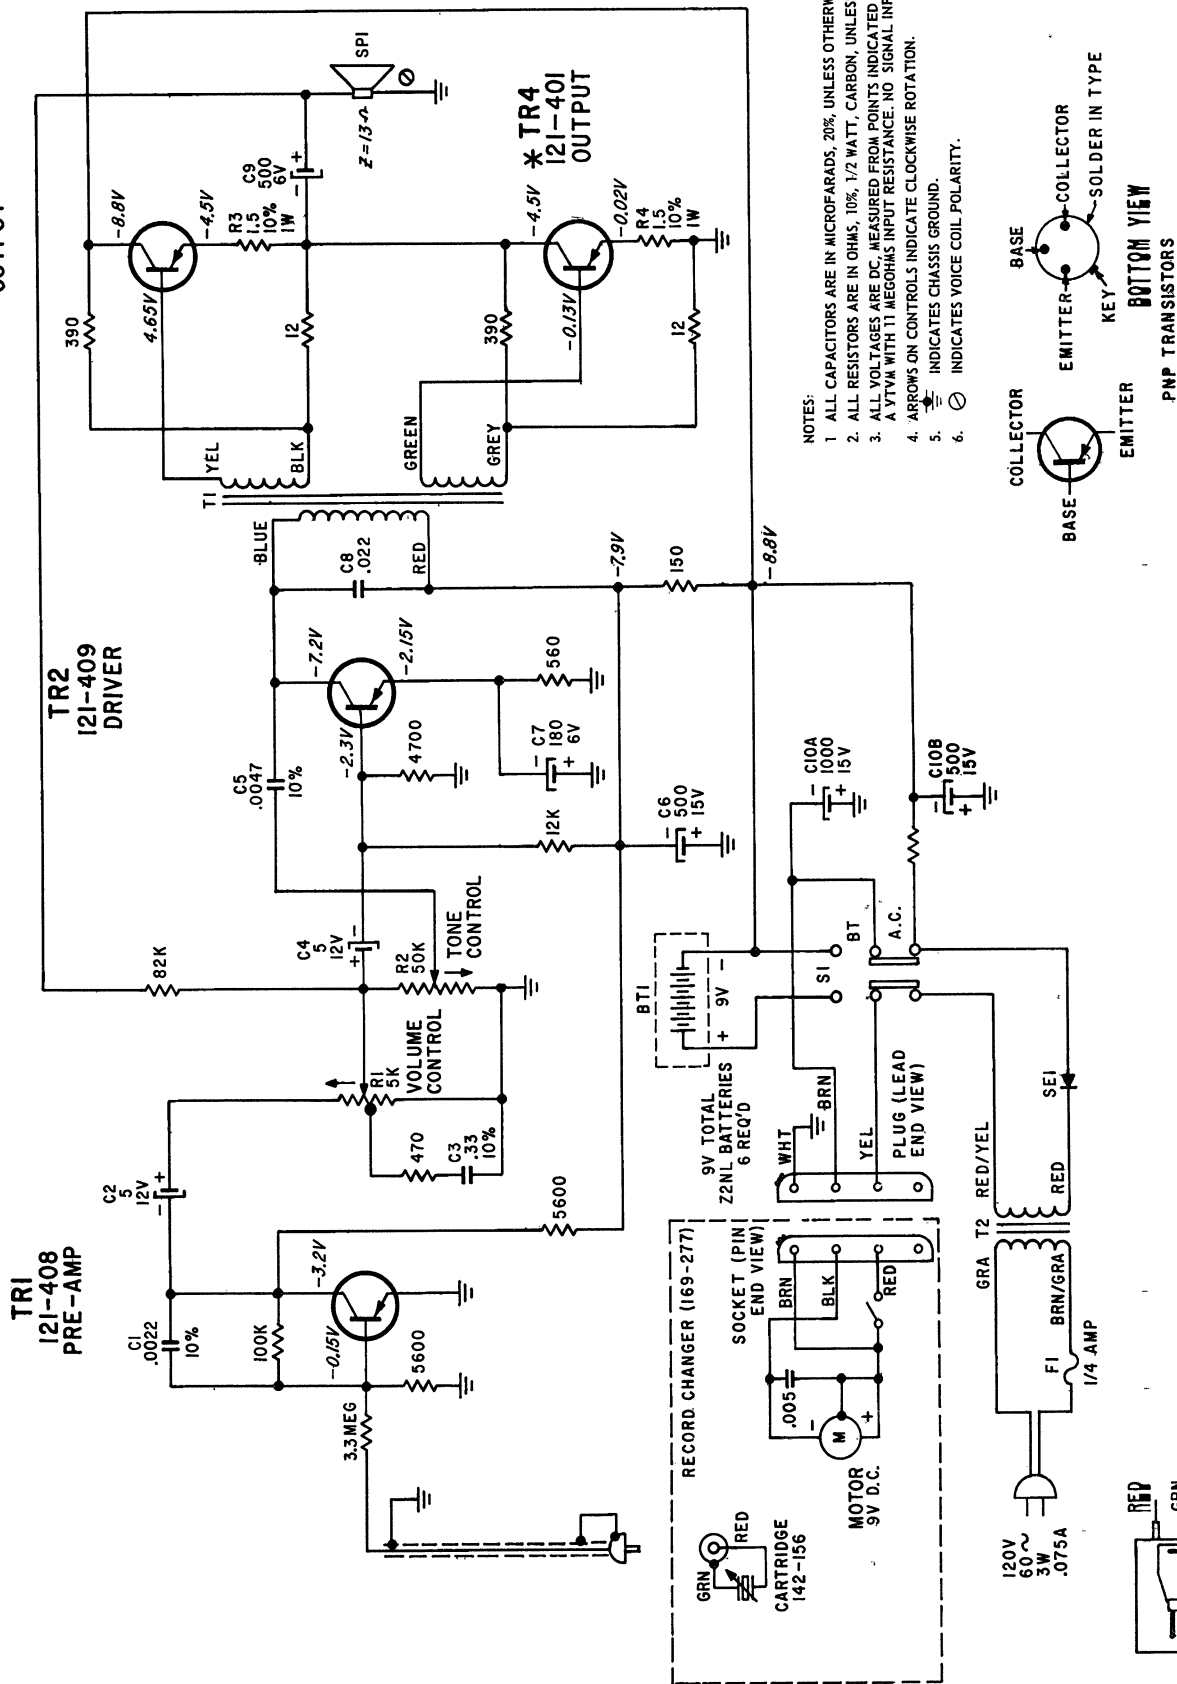 TR1
121-408
PRE-AMP
C1
.0022
10%
100K
-3.2V
-0.15V
5600
3.3 MEG
C2
5
12V
5600
R1
5K
VOLUME
CONTROL
470
C3
.33
10%
82K
C4
5
12V
R2
50K
TONE
CONTROL
TR2
121-409
DRIVER
C5
.0047
10%
-7.2V
-2.3V
-2.15V
4700
12K
C7
180
6V
560
C6
500
15V
BLUE
C8
.022
RED
-7.9V
150
-8.8V
T1
YEL
BLK
GREEN
GREY
390
4.65V
-8.8V
-4.5V
R3
1.5
10%
1W
12
C9
500
6V
SP1
Z=13Ω
* TR4
121-401
OUTPUT
-4.5V
-0.13V
-0.02V
R4
1.5
10%
1W
390
12
BT1
+ 9V -
9V TOTAL
Z2NL BATTERIES
6 REQ'D
S1
BT
A.C.
C10A
1000
15V
C10B
500
15V
WHT
BRN
YEL
PLUG (LEAD
END VIEW)
RECORD CHANGER (169-277)
SOCKET (PIN
END VIEW)
BRN
BLK
RED
.005
M
MOTOR
9V D.C.
GRN
RED
CARTRIDGE
142-156
GRA
T2
RED/YEL
RED
SE1
BRN/GRA
F1
1/4 AMP
120V
60~
3W
.075A
RED
GRN
NOTES:
1 ALL CAPACITORS ARE IN MICROFARADS, 20%, UNLESS OTHERW
2. ALL RESISTORS ARE IN OHMS, 10%, 1/2 WATT, CARBON, UNLES
3. ALL VOLTAGES ARE DC, MEASURED FROM POINTS INDICATED
A VTVM WITH 11 MEGOHMS INPUT RESISTANCE. NO SIGNAL INP
4. ARROWS ON CONTROLS INDICATE CLOCKWISE ROTATION.
5. INDICATES CHASSIS GROUND.
6. INDICATES VOICE COIL POLARITY.
COLLECTOR
BASE
EMITTER
BASE
COLLECTOR
EMITTER
KEY
SOLDER IN TYPE
BOTTOM VIEW
PNP TRANSISTORS